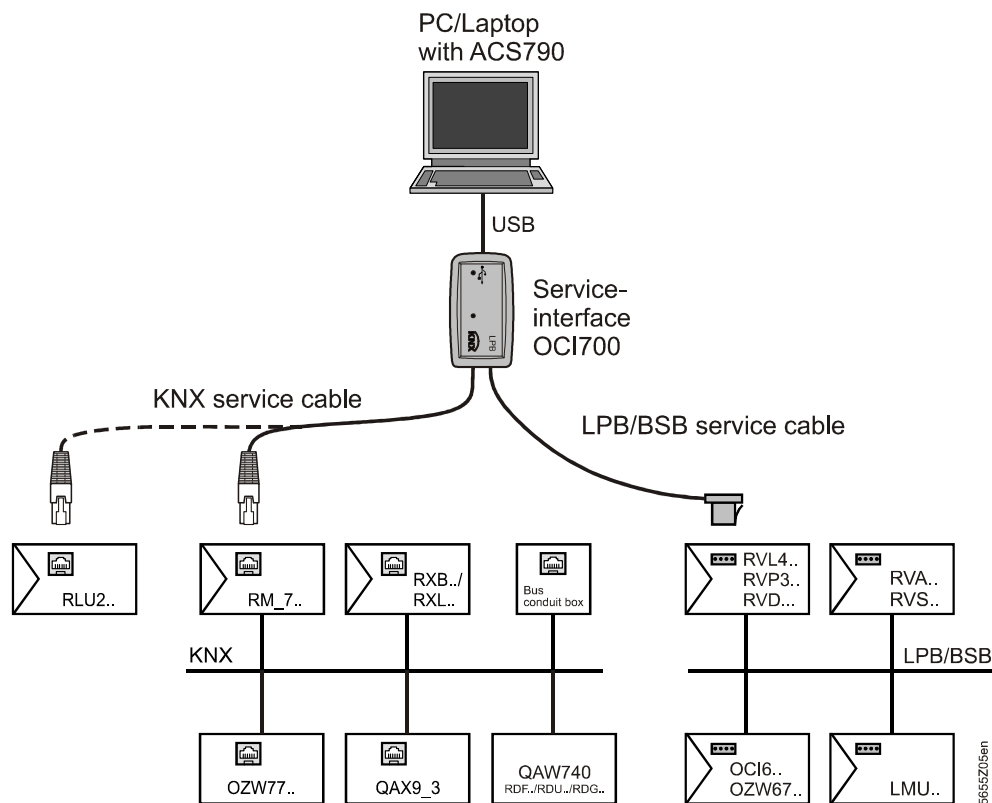 PC/Laptop
with ACS790
USB
KNX
LPB
Service-
interface
OCI700
KNX service cable
LPB/BSB service cable
RLU2..
RM_7..
RXB../
RXL..
Bus
conduit box
RVL4..
RVP3..
RVD...
RVA..
RVS..
KNX
LPB/BSB
OZW77..
QAX9_3
QAW740
RDF../RDU../RDG..
OCI6..
OZW67..
LMU..
5655Z05en